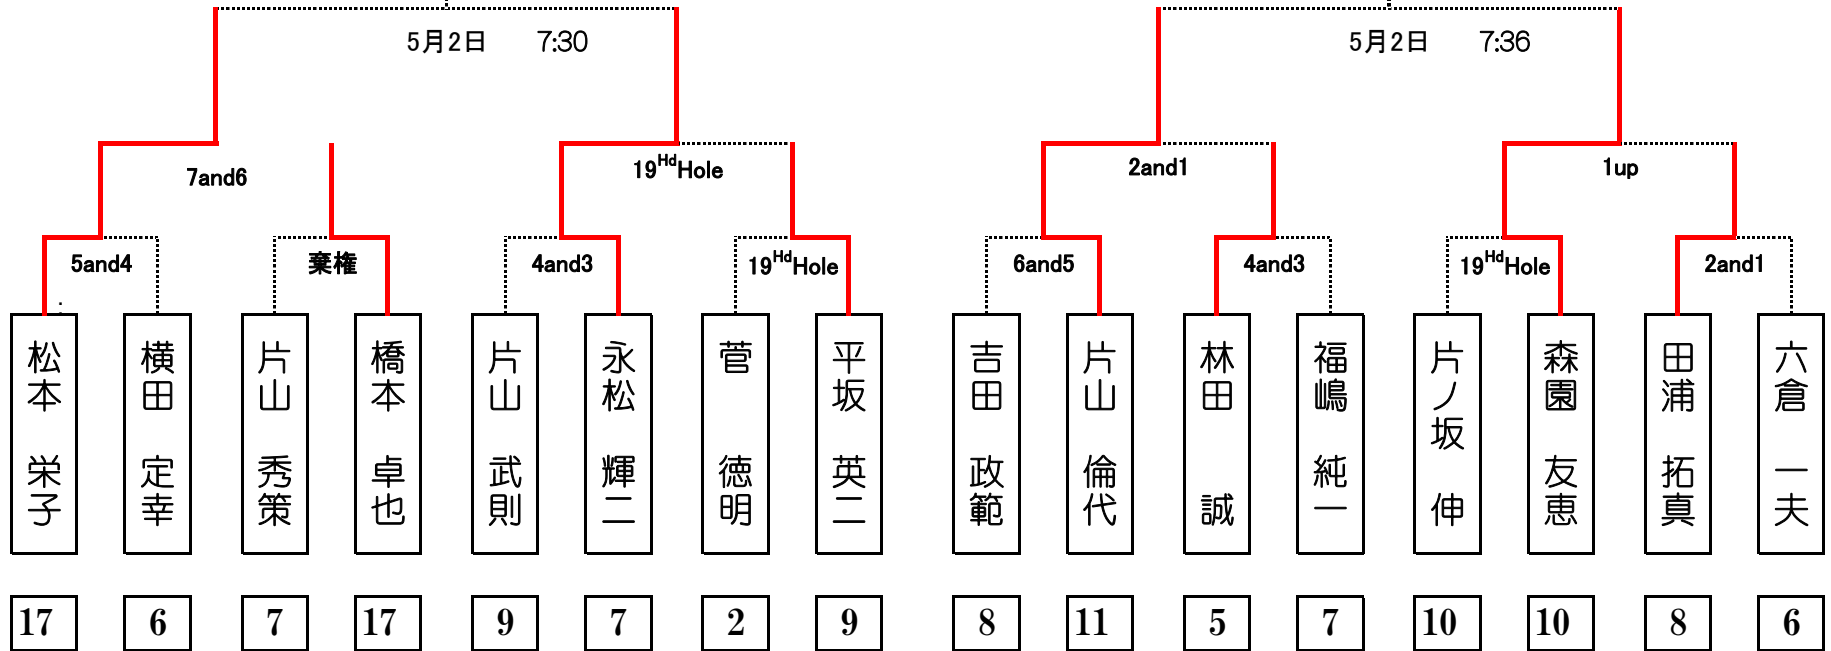 5月2日 7:30 5月2日 7:36
7and6 19HdHole 2and1 1up
5and4 棄権 4and3 19HdHole 6and5 4and3 19HdHole 2and1
松本 栄子
横田 定幸
片山 秀策
橋本 卓也
片山 武則
永松 輝二
菅 徳明
平坂 英二
吉田 政範
片山 倫代
林田 誠
福嶋 純一
片ノ坂 伸
森園 友恵
田浦 拓真
六倉 一夫
17 6 7 17 9 7 2 9 8 11 5 7 10 10 8 6